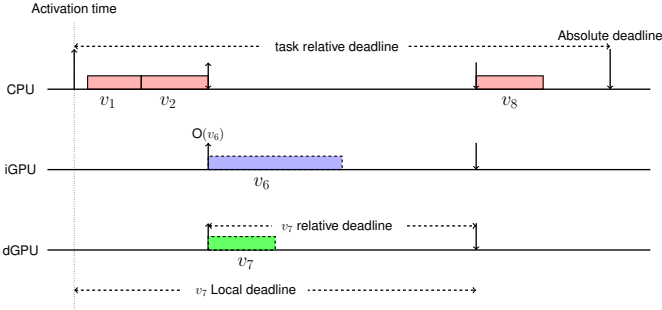 Activation time
Absolute deadline
task relative deadline
CPU
v₁
v₂
v₈
O(v₆)
iGPU
v₆
v₇ relative deadline
dGPU
v₇
v₇ Local deadline